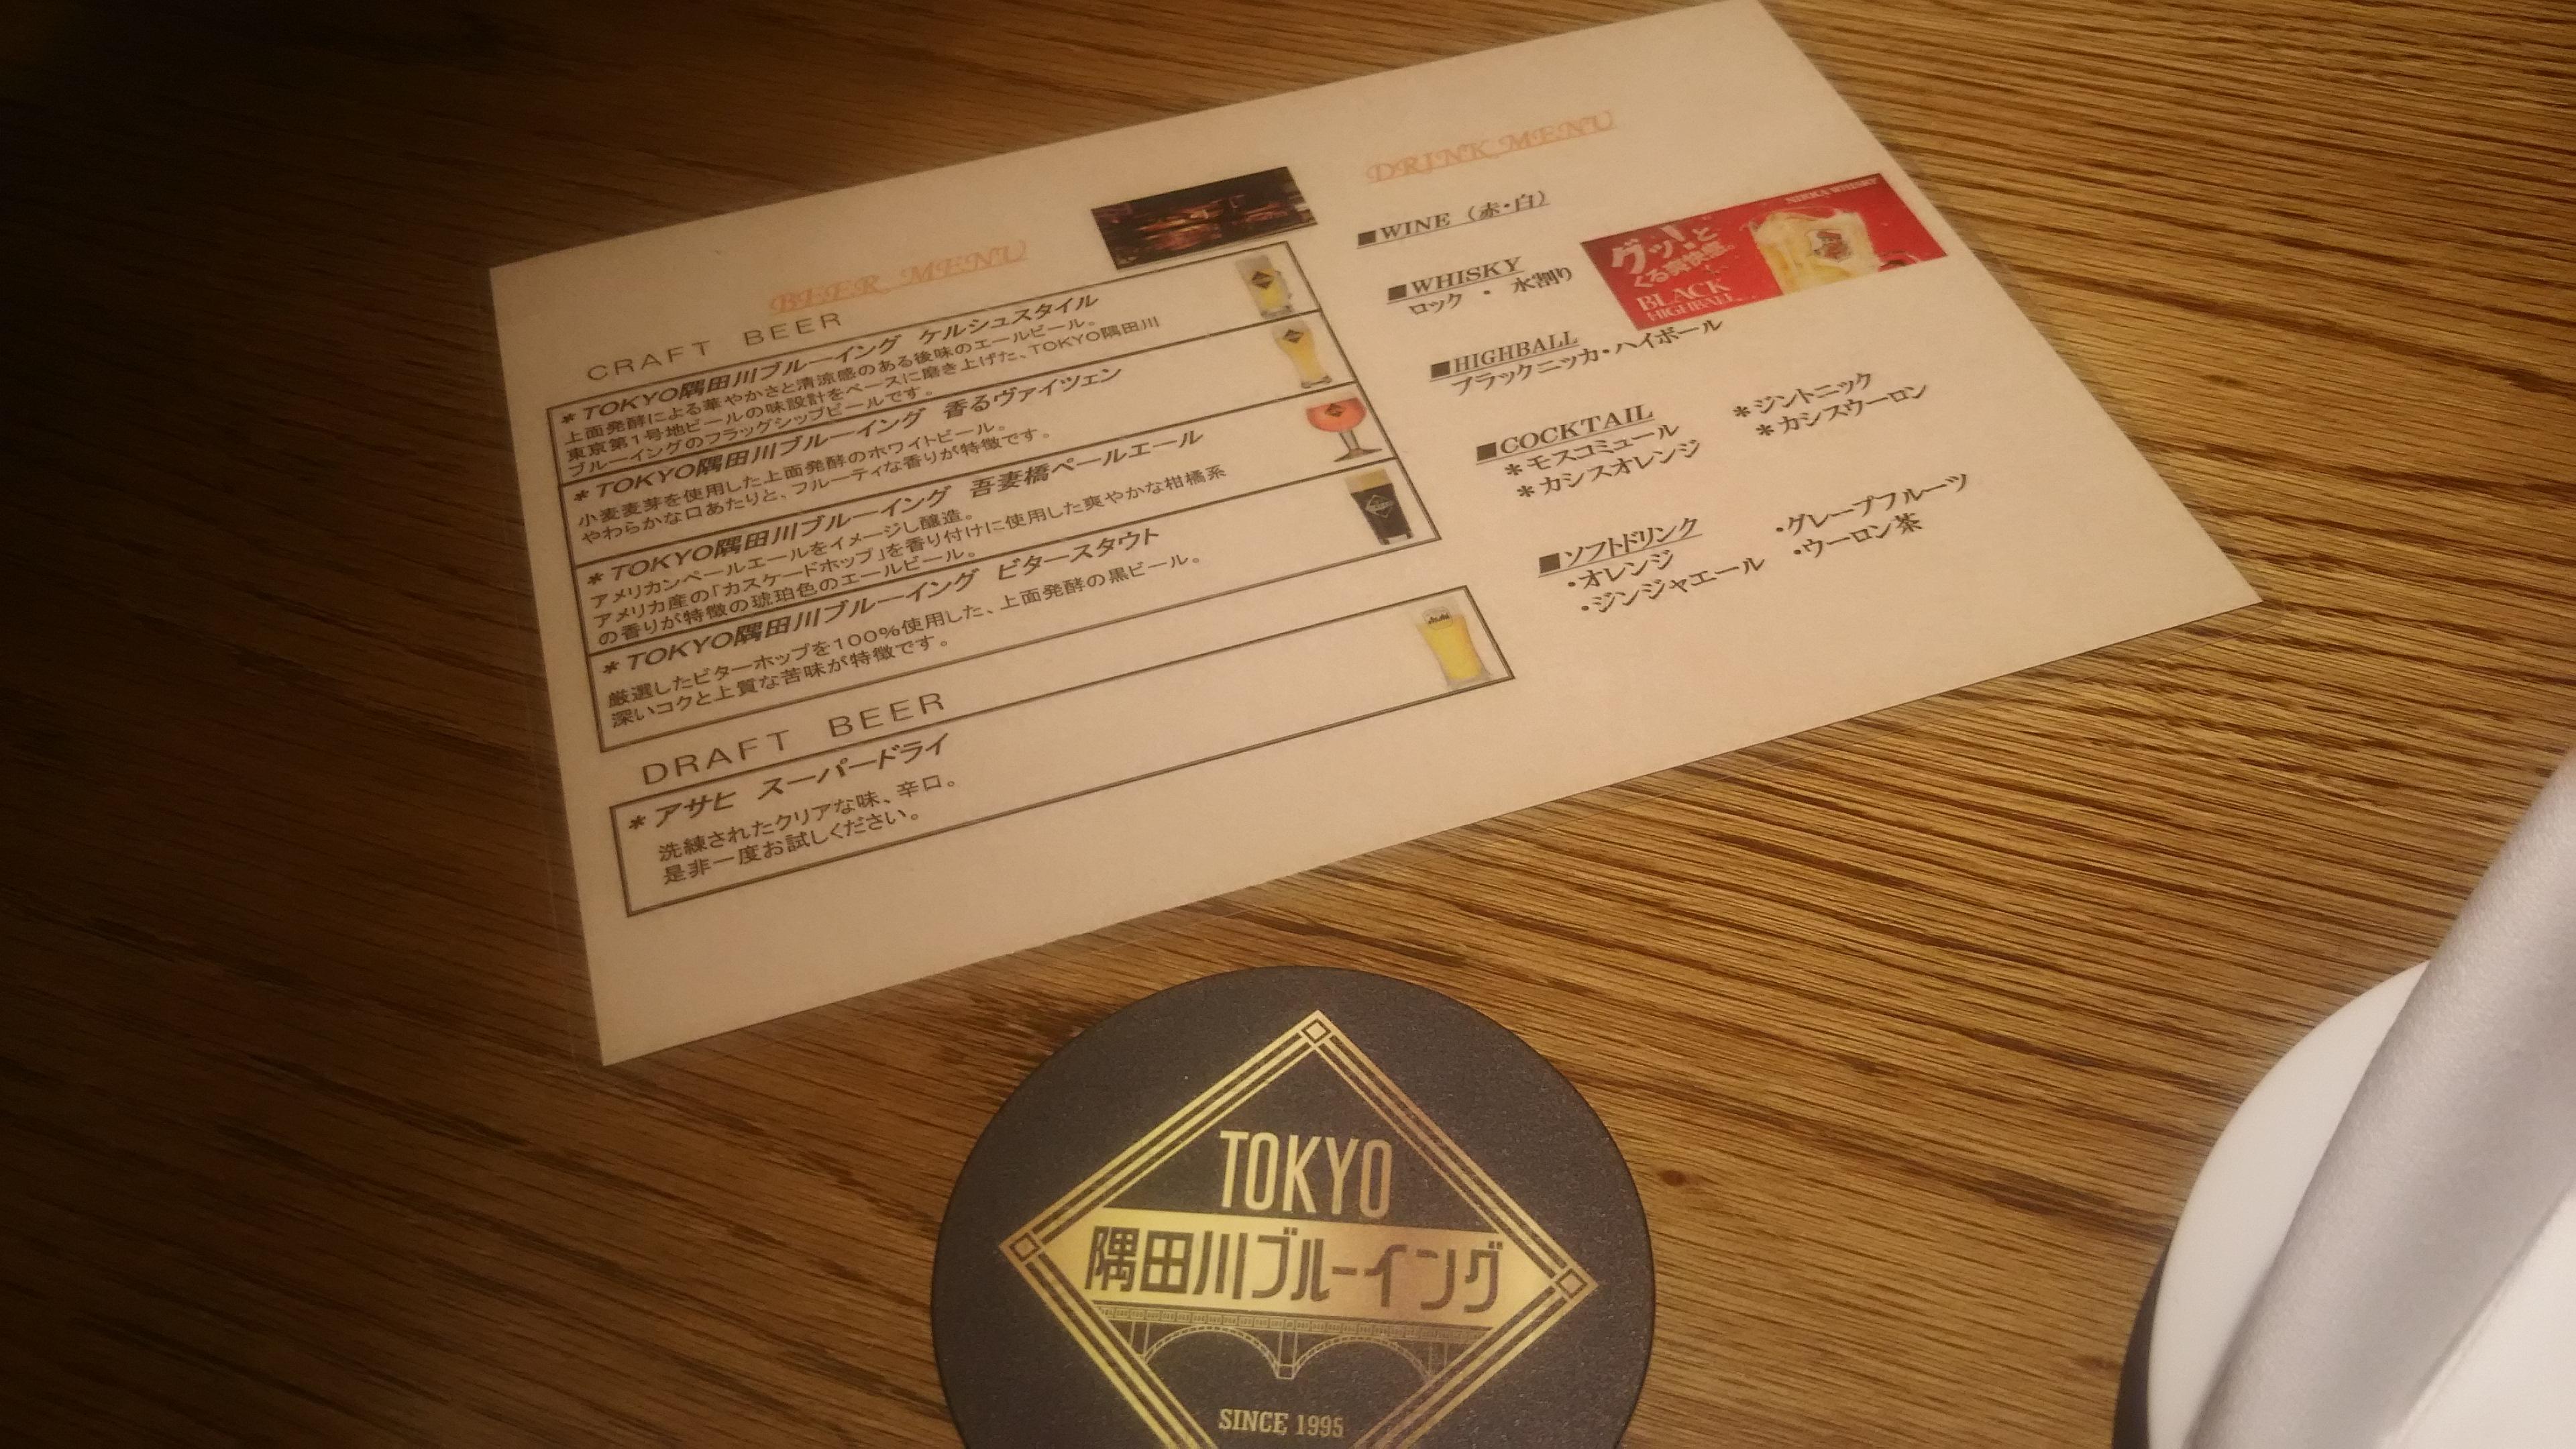 BEER MENU
CRAFT BEER
*TOKYO隅田川ブルーイング ケルシュスタイル
上面発酵による華やかさと清涼感のある後味のエールビール。
東京第1号地ビールの味設計をベースに磨き上げた、TOKYO隅田川
ブルーイングのフラッグシップビールです。
*TOKYO隅田川ブルーイング 香るヴァイツェン
小麦麦芽を使用した上面発酵のホワイトビール。
やわらかな口あたりと、フルーティな香りが特徴です。
*TOKYO隅田川ブルーイング 吾妻橋ペールエール
アメリカンペールエールをイメージし醸造。
アメリカ産の「カスケードホップ」を香り付けに使用した爽やかな柑橘系
の香りが特徴の琥珀色のエールビール。
*TOKYO隅田川ブルーイング ビタースタウト
厳選したビターホップを100%使用した、上面発酵の黒ビール。
深いコクと上質な苦味が特徴です。
DRAFT BEER
*アサヒ スーパードライ
洗練されたクリアな味、辛口。
是非一度お試しください。
DRINK MENU
■WINE (赤・白)
■WHISKY
ロック ・ 水割り
NIKKA WHISKY
グッ!と
くる爽快感。
BLACK
HIGHBALL
■HIGHBALL
ブラックニッカ・ハイボール
■COCKTAIL
*モスコミュール *ジントニック
*カシスオレンジ *カシスウーロン
■ソフトドリンク
・オレンジ ・グレープフルーツ
・ジンジャエール ・ウーロン茶
Asahi
TOKYO
隅田川ブルーイング
SINCE 1995